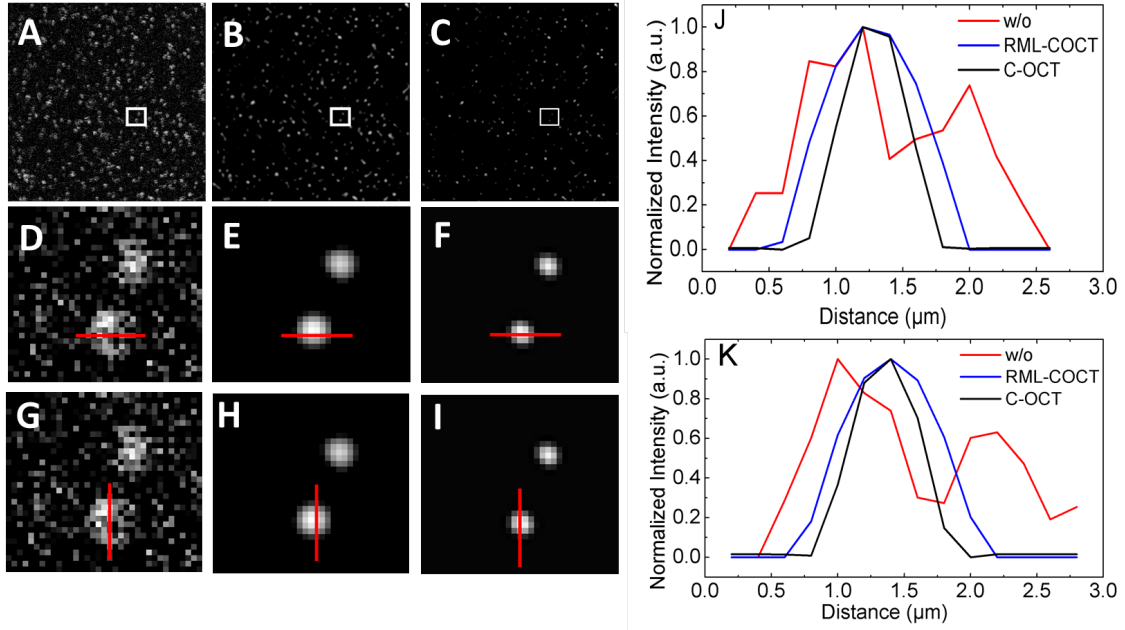 A
B
C
D
E
F
G
H
I
J
w/o
RML-COCT
C-OCT
Normalized Intensity (a.u.)
1.0
0.8
0.6
0.4
0.2
0.0
0.0 0.5 1.0 1.5 2.0 2.5 3.0
Distance (µm)
K
w/o
RML-COCT
C-OCT
Normalized Intensity (a.u.)
1.0
0.8
0.6
0.4
0.2
0.0
0.0 0.5 1.0 1.5 2.0 2.5 3.0
Distance (µm)